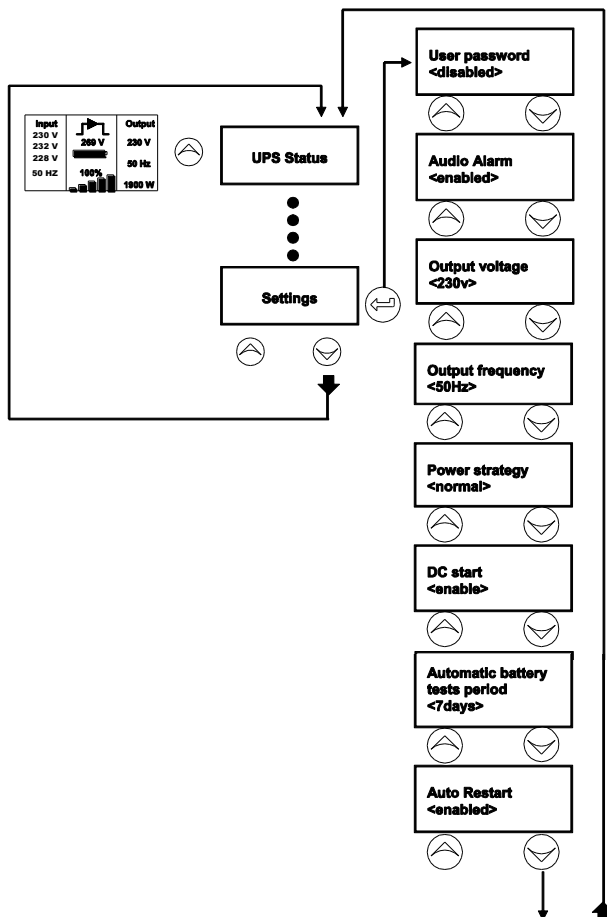 Input
230 V
232 V
228 V
50 HZ
269 V
100%
Output
230 V
50 Hz
1900 W
UPS Status
Settings
User password
<disabled>
Audio Alarm
<enabled>
Output voltage
<230v>
Output frequency
<50Hz>
Power strategy
<normal>
DC start
<enable>
Automatic battery
tests period
<7days>
Auto Restart
<enabled>